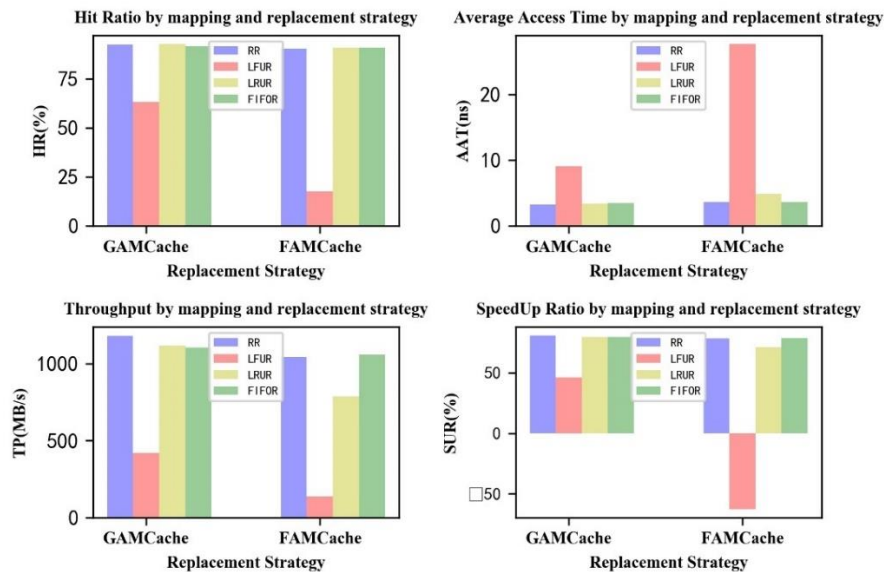 Hit Ratio by mapping and replacement strategy
HR(%)
75
50
25
0
RR
LFUR
LRUR
FIFOR
GAMCache FAMCache
Replacement Strategy
Average Access Time by mapping and replacement strategy
AAT(ns)
20
10
0
RR
LFUR
LRUR
FIFOR
GAMCache FAMCache
Replacement Strategy
Throughput by mapping and replacement strategy
TP(MB/s)
1000
500
0
RR
LFUR
LRUR
FIFOR
GAMCache FAMCache
Replacement Strategy
SpeedUp Ratio by mapping and replacement strategy
SUR(%)
50
0
□50
RR
LFUR
LRUR
FIFOR
GAMCache FAMCache
Replacement Strategy